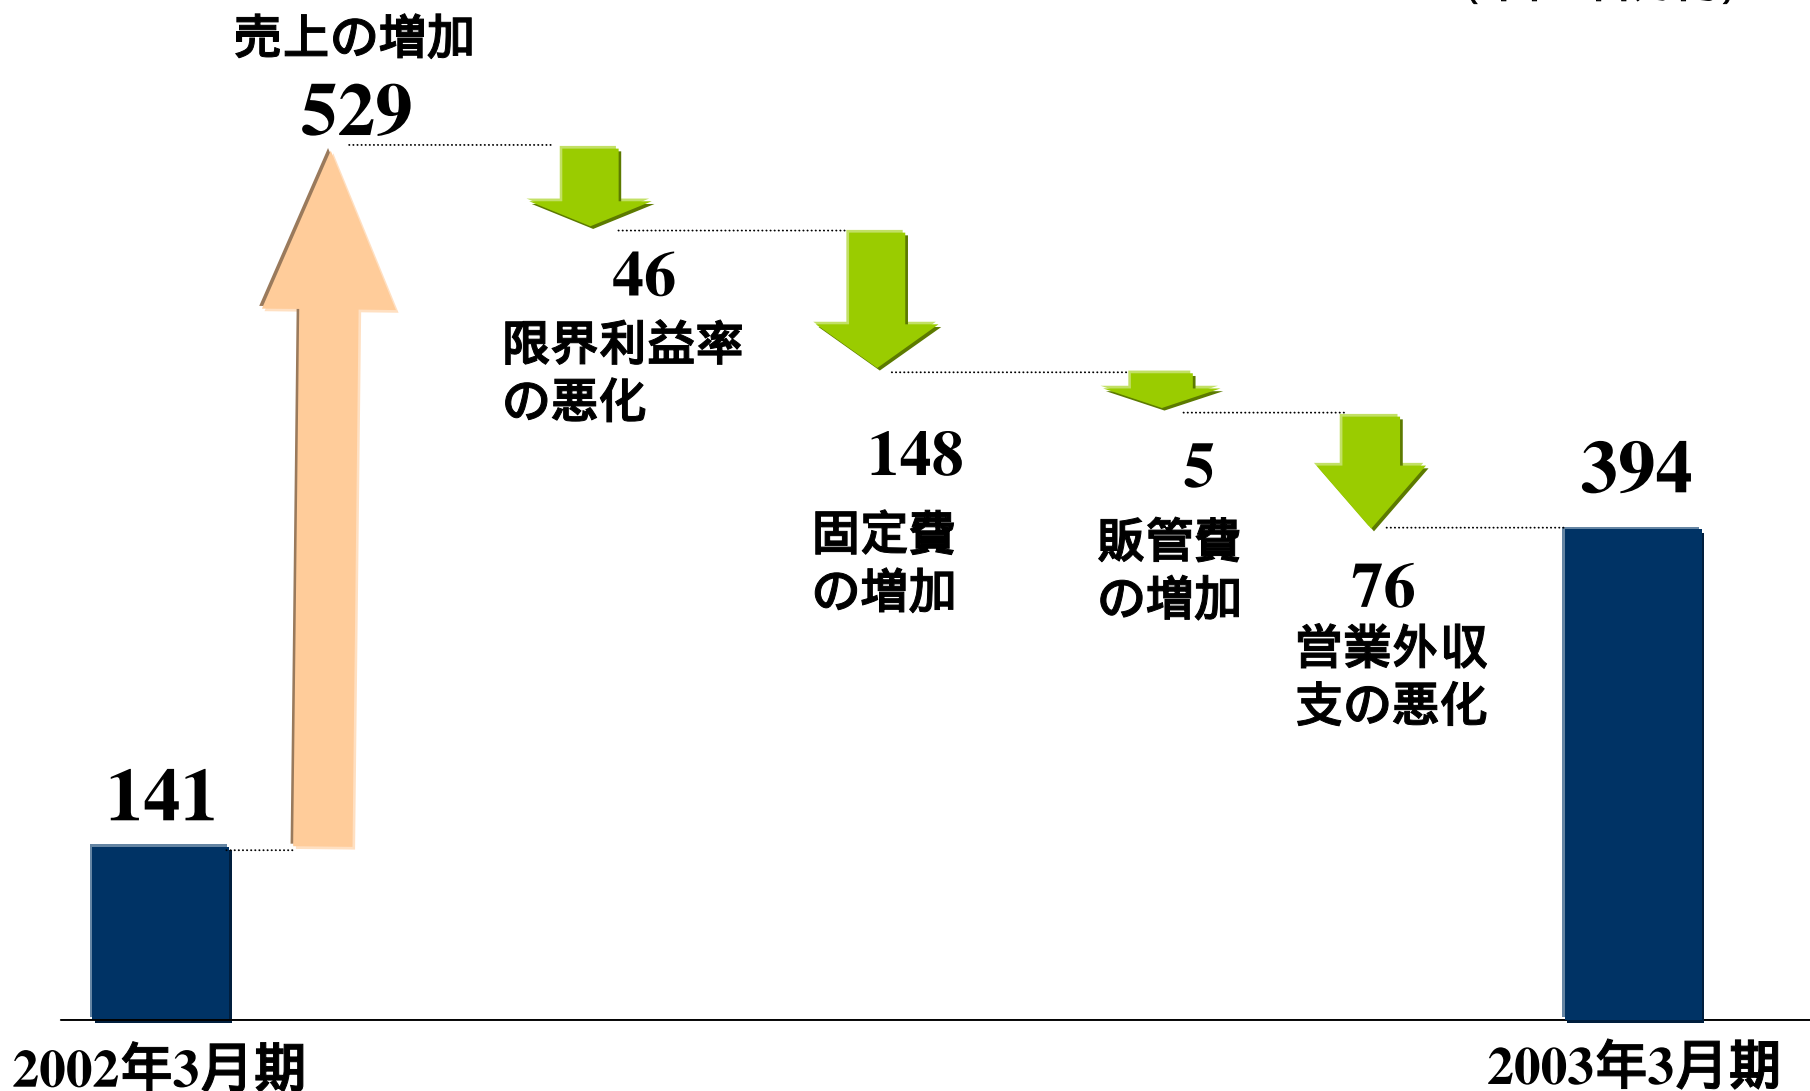 売上の増加
529
46
限界利益率
の悪化
148
固定費
の増加
5
販管費
の増加
76
営業外収
支の悪化
394
141
2002年3月期
2003年3月期